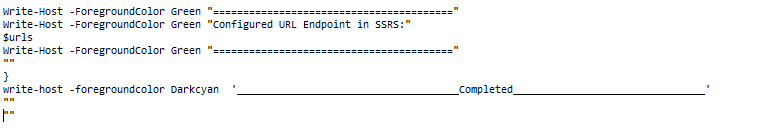 Write-Host -ForegroundColor Green "========================================"
Write-Host -ForegroundColor Green "Configured URL Endpoint in SSRS:"
$urls
Write-Host -ForegroundColor Green "========================================"
""
}
write-host -foregroundcolor Darkcyan  '_____________________________________Completed________________________________'
""
""